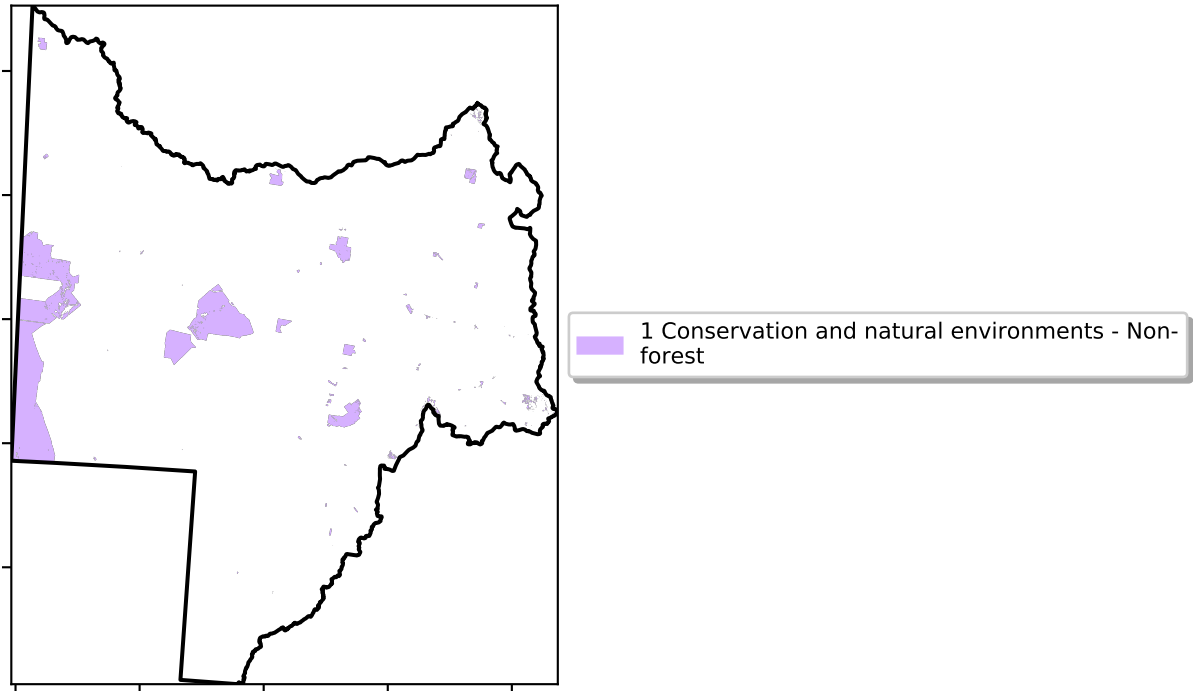 1 Conservation and natural environments - Non-
forest